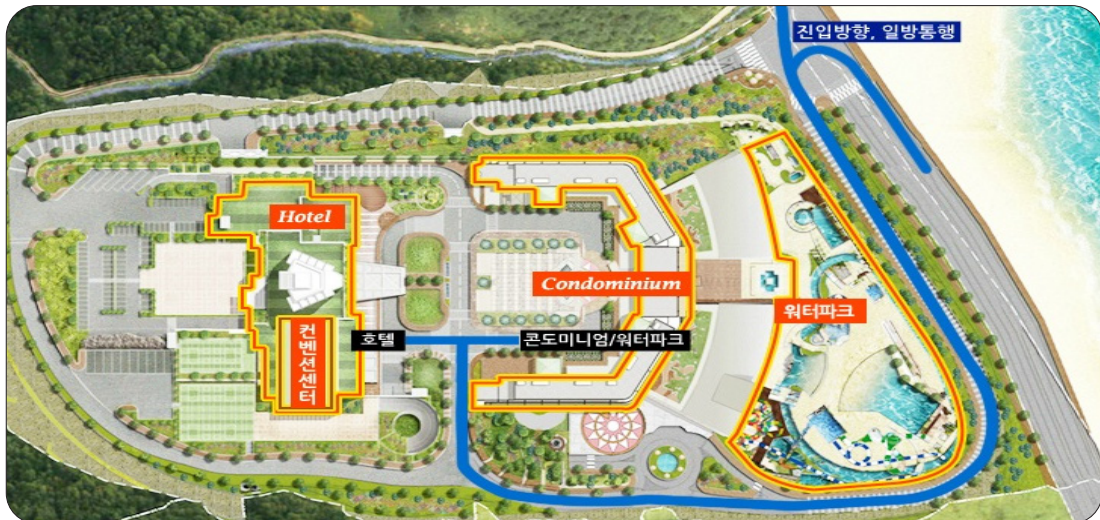 진입방향, 일방통행
Hotel
Condominium
워터파크
컨벤션센터
호텔
콘도미니엄/워터파크